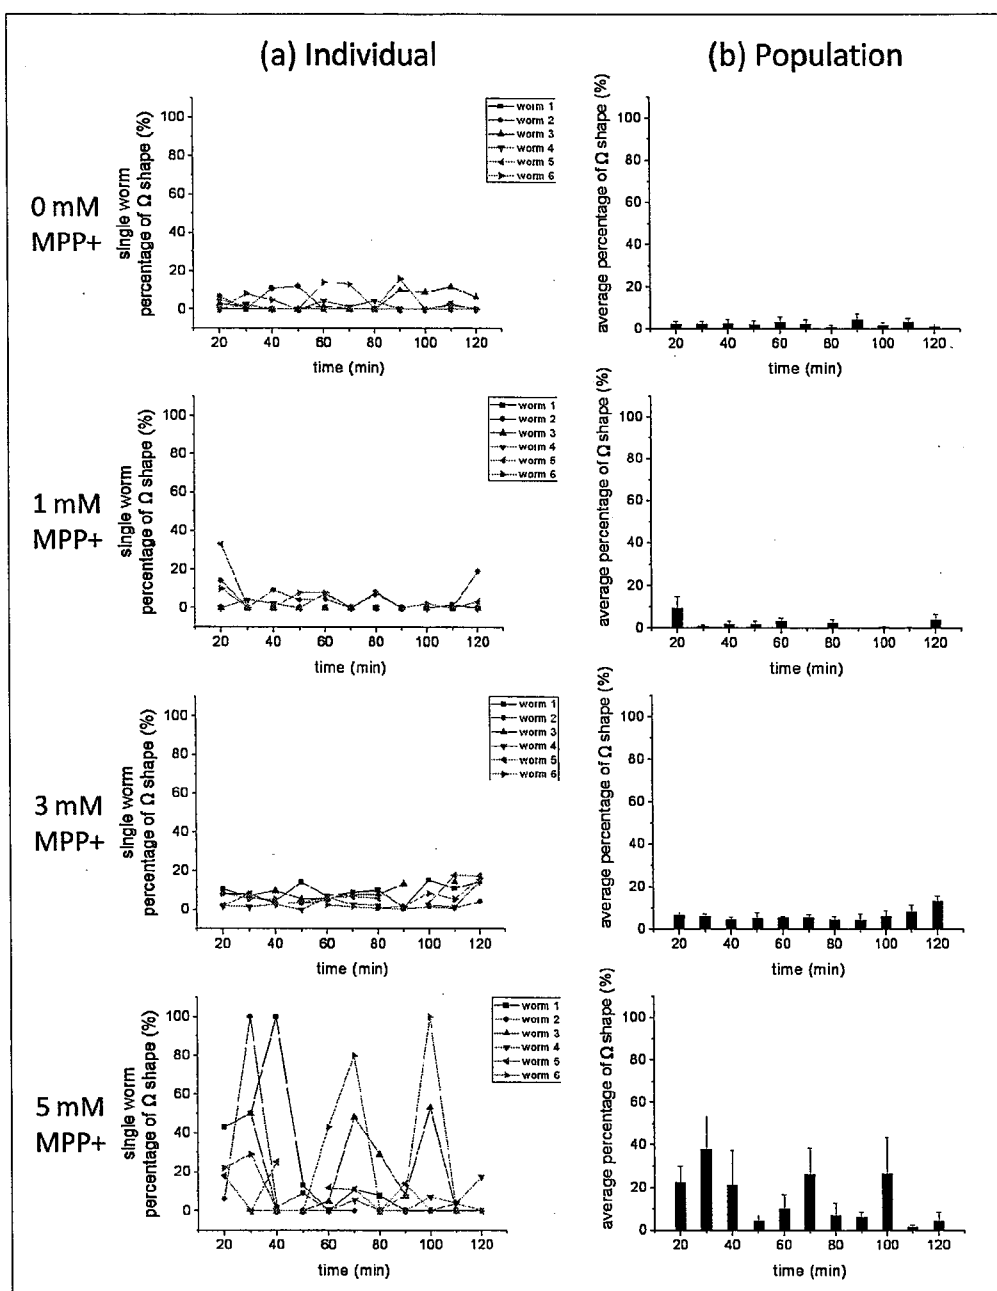 (a) Individual
(b) Population
0 mM
MPP+
single worm
percentage of Ω shape (%)
100
80
60
40
20
0
worm 1
worm 2
worm 3
worm 4
worm 5
worm 6
20 40 60 80 100 120
time (min)
average percentage of Ω shape (%)
100
80
60
40
20
0
20 40 60 80 100 120
time (min)
1 mM
MPP+
single worm
percentage of Ω shape (%)
100
80
60
40
20
0
worm 1
worm 2
worm 3
worm 4
worm 5
worm 6
20 40 60 80 100 120
time (min)
average percentage of Ω shape (%)
100
80
60
40
20
0
20 40 60 80 100 120
time (min)
3 mM
MPP+
single worm
percentage of Ω shape (%)
100
80
60
40
20
0
worm 1
worm 2
worm 3
worm 4
worm 5
worm 6
20 40 60 80 100 120
time (min)
average percentage of Ω shape (%)
100
80
60
40
20
0
20 40 60 80 100 120
time (min)
5 mM
MPP+
single worm
percentage of Ω shape (%)
100
80
60
40
20
0
worm 1
worm 2
worm 3
worm 4
worm 5
worm 6
20 40 60 80 100 120
time (min)
average percentage of Ω shape (%)
100
80
60
40
20
0
20 40 60 80 100 120
time (min)